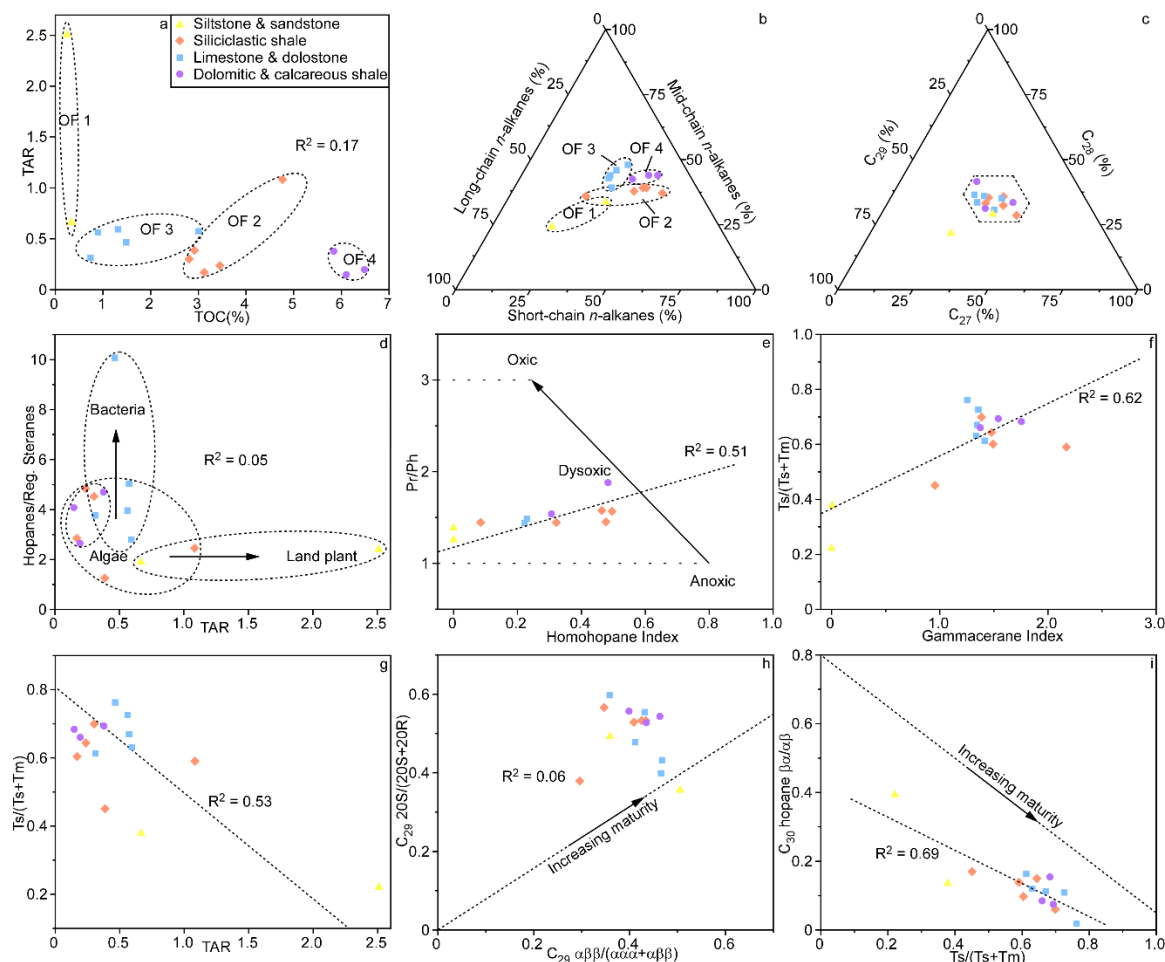 a
Siltstone & sandstone
Siliciclastic shale
Limestone & dolostone
Dolomitic & calcareous shale
2.5
2.0
1.5
1.0
0.5
0
TAR
OF 1
OF 2
OF 3
OF 4
R² = 0.17
0 1 2 3 4 5 6 7
TOC(%)
b
0
100
25
75
50
50
75
25
100
0
0 25 50 75 100
Long-chain n-alkanes (%)
Mid-chain n-alkanes (%)
Short-chain n-alkanes (%)
OF 3
OF 4
OF 1
OF 2
c
0
100
25
75
50
50
75
25
100
0
0 25 50 75 100
C₂₉ (%)
C₂₈ (%)
C₂₇ (%)
d
10
8
6
4
2
0
Hopanes/Reg. Steranes
Bacteria
R² = 0.05
Algae
Land plant
0 0.5 1.0 1.5 2.0 2.5
TAR
e
3
2
1
Pr/Ph
Oxic
R² = 0.51
Dysoxic
Anoxic
0 0.2 0.4 0.6 0.8 1.0
Homohopane Index
f
1.0
0.8
0.6
0.4
0.2
0
Ts/(Ts+Tm)
R² = 0.62
0 1.0 2.0 3.0
Gammacerane Index
g
0.8
0.6
0.4
0.2
Ts/(Ts+Tm)
R² = 0.53
0 0.5 1.0 1.5 2.0 2.5
TAR
h
0.6
0.4
0.2
0
C₂₉ 20S/(20S+20R)
R² = 0.06
Increasing maturity
0 0.2 0.4 0.6
C₂₉ αββ/(ααα+αββ)
i
0.8
0.6
0.4
0.2
0
C₃₀ hopane βα/αβ
Increasing maturity
R² = 0.69
0 0.2 0.4 0.6 0.8 1.0
Ts/(Ts+Tm)